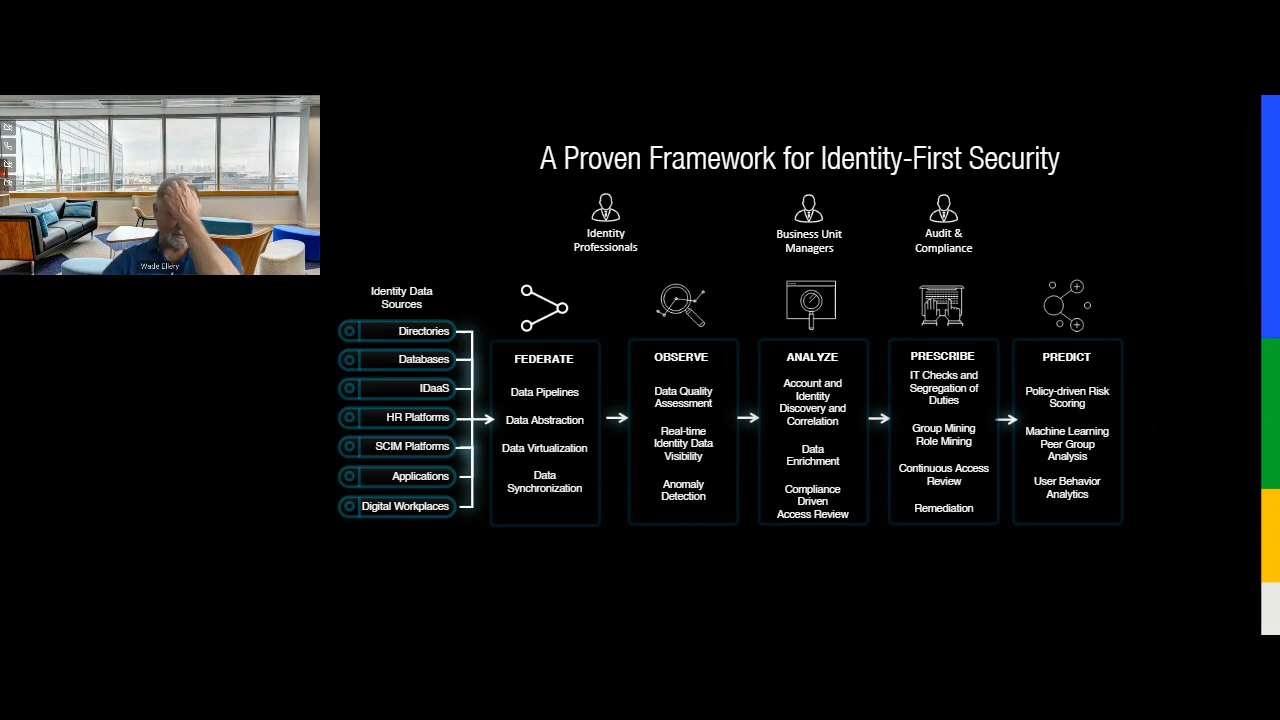 A Proven Framework for Identity-First Security
Identity
Professionals
Business Unit
Managers
Audit &
Compliance
Wade Ellery
Identity Data
Sources
Directories
Databases
IDaaS
HR Platforms
SCIM Platforms
Applications
Digital Workplaces
FEDERATE
Data Pipelines
Data Abstraction
Data Virtualization
Data
Synchronization
OBSERVE
Data Quality
Assessment
Real-time
Identity Data
Visibility
Anomaly
Detection
ANALYZE
Account and
Identity
Discovery and
Correlation
Data
Enrichment
Compliance
Driven
Access Review
PRESCRIBE
IT Checks and
Segregation of
Duties
Group Mining
Role Mining
Continuous Access
Review
Remediation
PREDICT
Policy-driven Risk
Scoring
Machine Learning
Peer Group
Analysis
User Behavior
Analytics